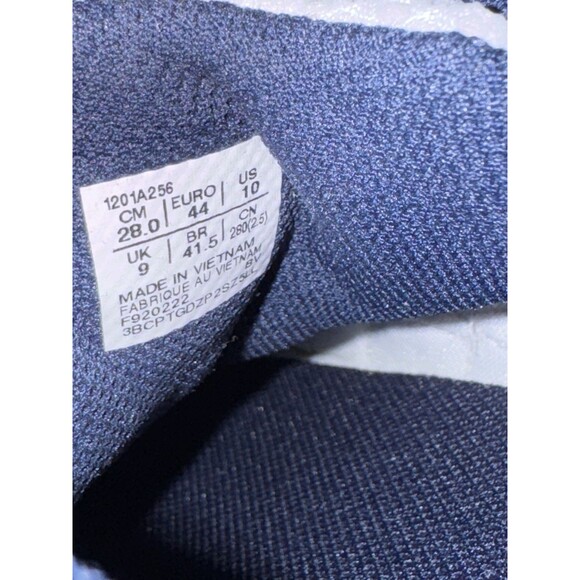 1201A256
CM EURO US
28.0 44 10
UK BR CN
9 41.5 280(2.5)
MADE IN VIETNAM
FABRIQUE AU VIETNAM
F920222 BV